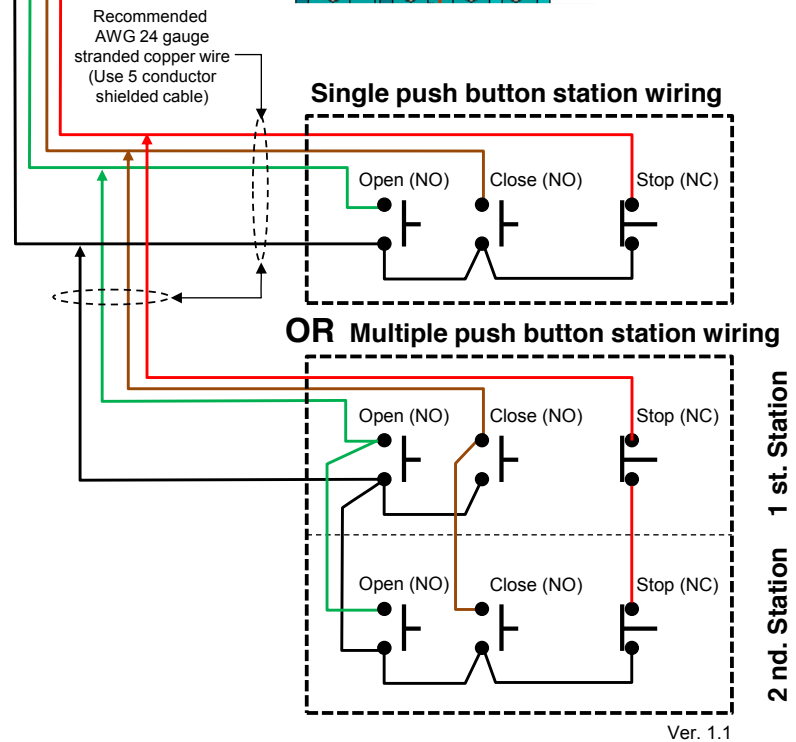 Recommended
AWG 24 gauge
stranded copper wire
(Use 5 conductor
shielded cable)
Single push button station wiring
Open (NO) Close (NO) Stop (NC)
OR Multiple push button station wiring
Open (NO) Close (NO) Stop (NC)
1 st. Station
Open (NO) Close (NO) Stop (NC)
2 nd. Station
Ver. 1.1